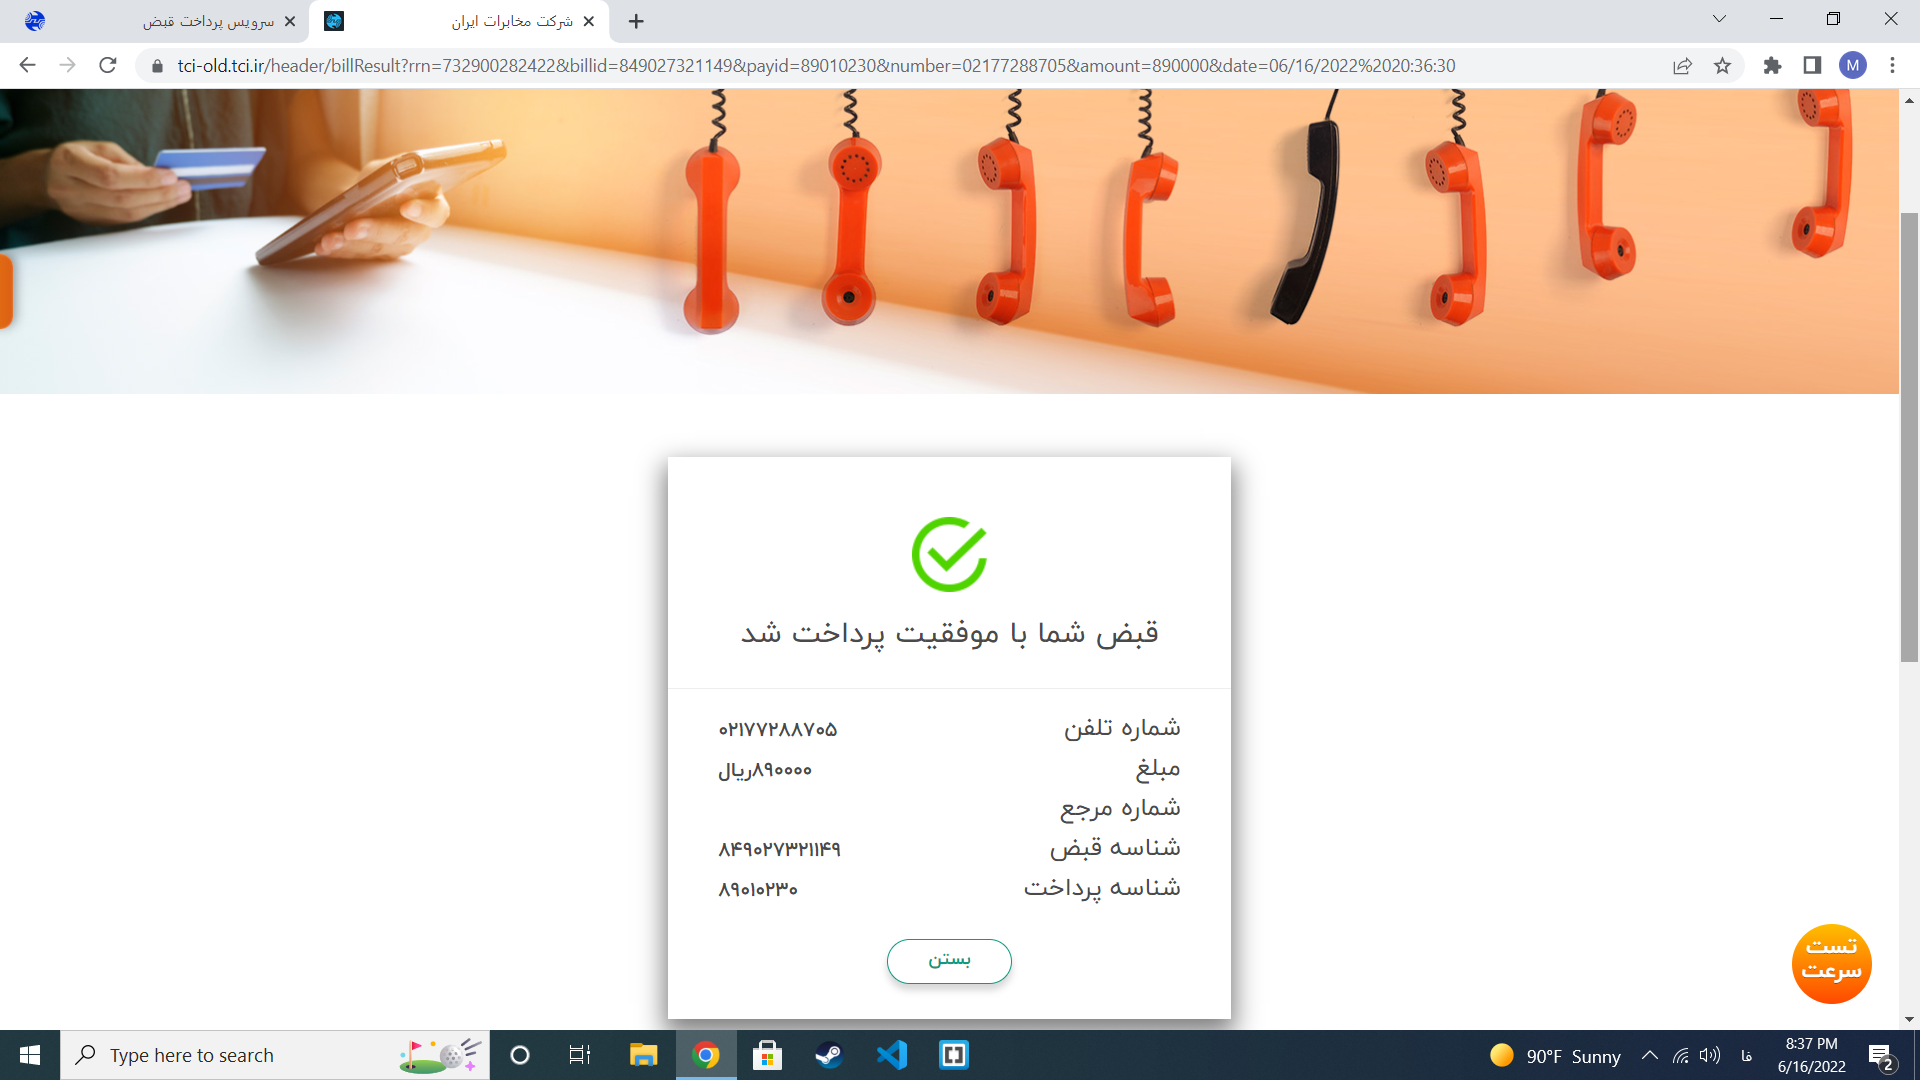 سرویس پرداخت قبض
شرکت مخابرات ایران
tci-old.tci.ir/header/billResult?rrn=732900282422&billid=849027321149&payid=89010230&number=02177288705&amount=890000&date=06/16/2022%2020:36:30
M
قبض شما با موفقیت پرداخت شد
شماره تلفن ۰۲۱۷۷۲۸۸۷۰۵
مبلغ ۸۹۰۰۰۰ریال
شماره مرجع
شناسه قبض ۸۴۹۰۲۷۳۲۱۱۴۹
شناسه پرداخت ۸۹۰۱۰۲۳۰
بستن
تست
سرعت
Type here to search
90°F Sunny
فا
8:37 PM
6/16/2022
2